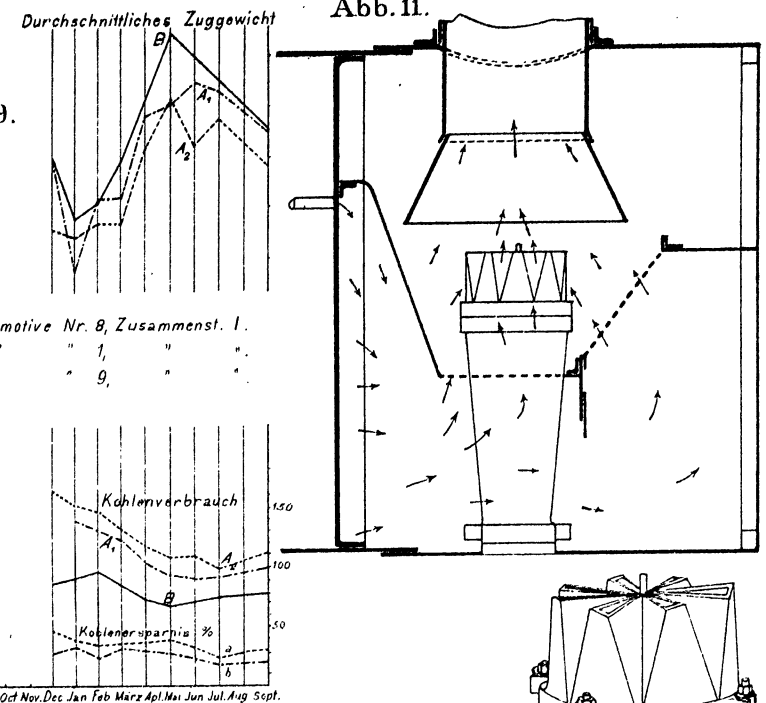 Abb. 11.
Durchschnittliches Zuggewicht
B
A₁
A₂
9.
motive Nr. 8, Zusammenst. I.
" 1, " ".
" 9, " ".
Kohlenverbrauch
150
A₁
A₂
100
B
Kohlenersparnis %
50
a
b
Oct Nov. Dec Jan Feb März Apl. Mai Jun Jul. Aug Sept.